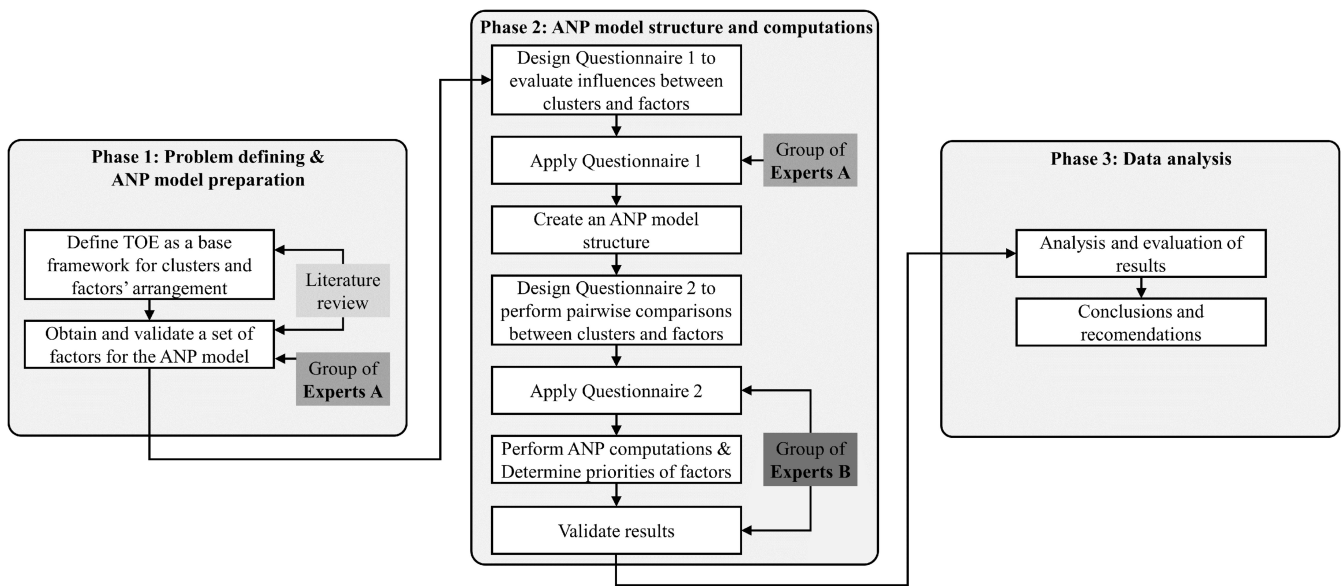 Phase 1: Problem defining &
ANP model preparation
Define TOE as a base
framework for clusters and
factors’ arrangement
Literature
review
Obtain and validate a set of
factors for the ANP model
Group of
Experts A
Phase 2: ANP model structure and computations
Design Questionnaire 1 to
evaluate influences between
clusters and factors
Apply Questionnaire 1
Group of
Experts A
Create an ANP model
structure
Design Questionnaire 2 to
perform pairwise comparisons
between clusters and factors
Apply Questionnaire 2
Perform ANP computations &
Determine priorities of factors
Group of
Experts B
Validate results
Phase 3: Data analysis
Analysis and evaluation of
results
Conclusions and
recomendations